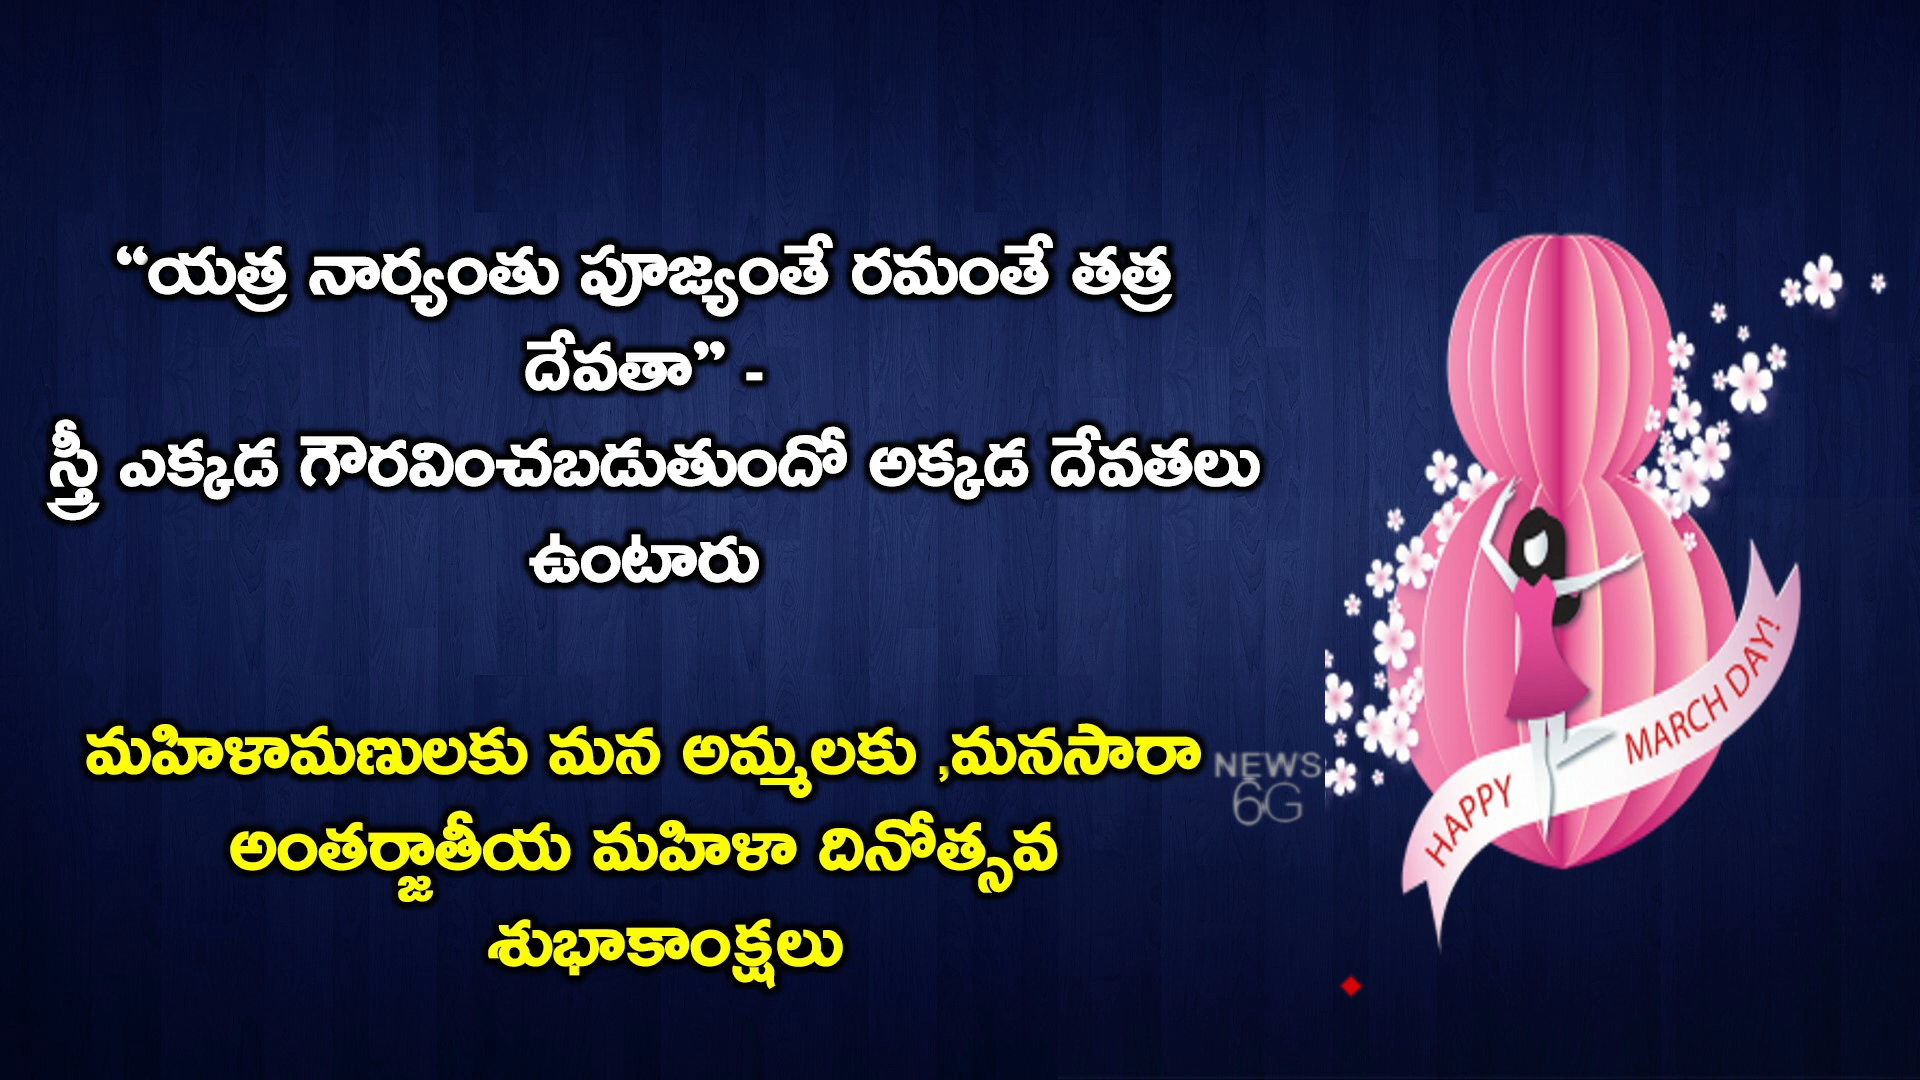 “యత్ర నార్యంతు పూజ్యంతే రమంతే తత్ర
దేవతా” -
స్త్రీ ఎక్కడ గౌరవించబడుతుందో అక్కడ దేవతలు
ఉంటారు
మహిళామణులకు మన అమ్మలకు ,మనసారా
అంతర్జాతీయ మహిళా దినోత్సవ
శుభాకాంక్షలు
NEWS
6G
HAPPY MARCH DAY!